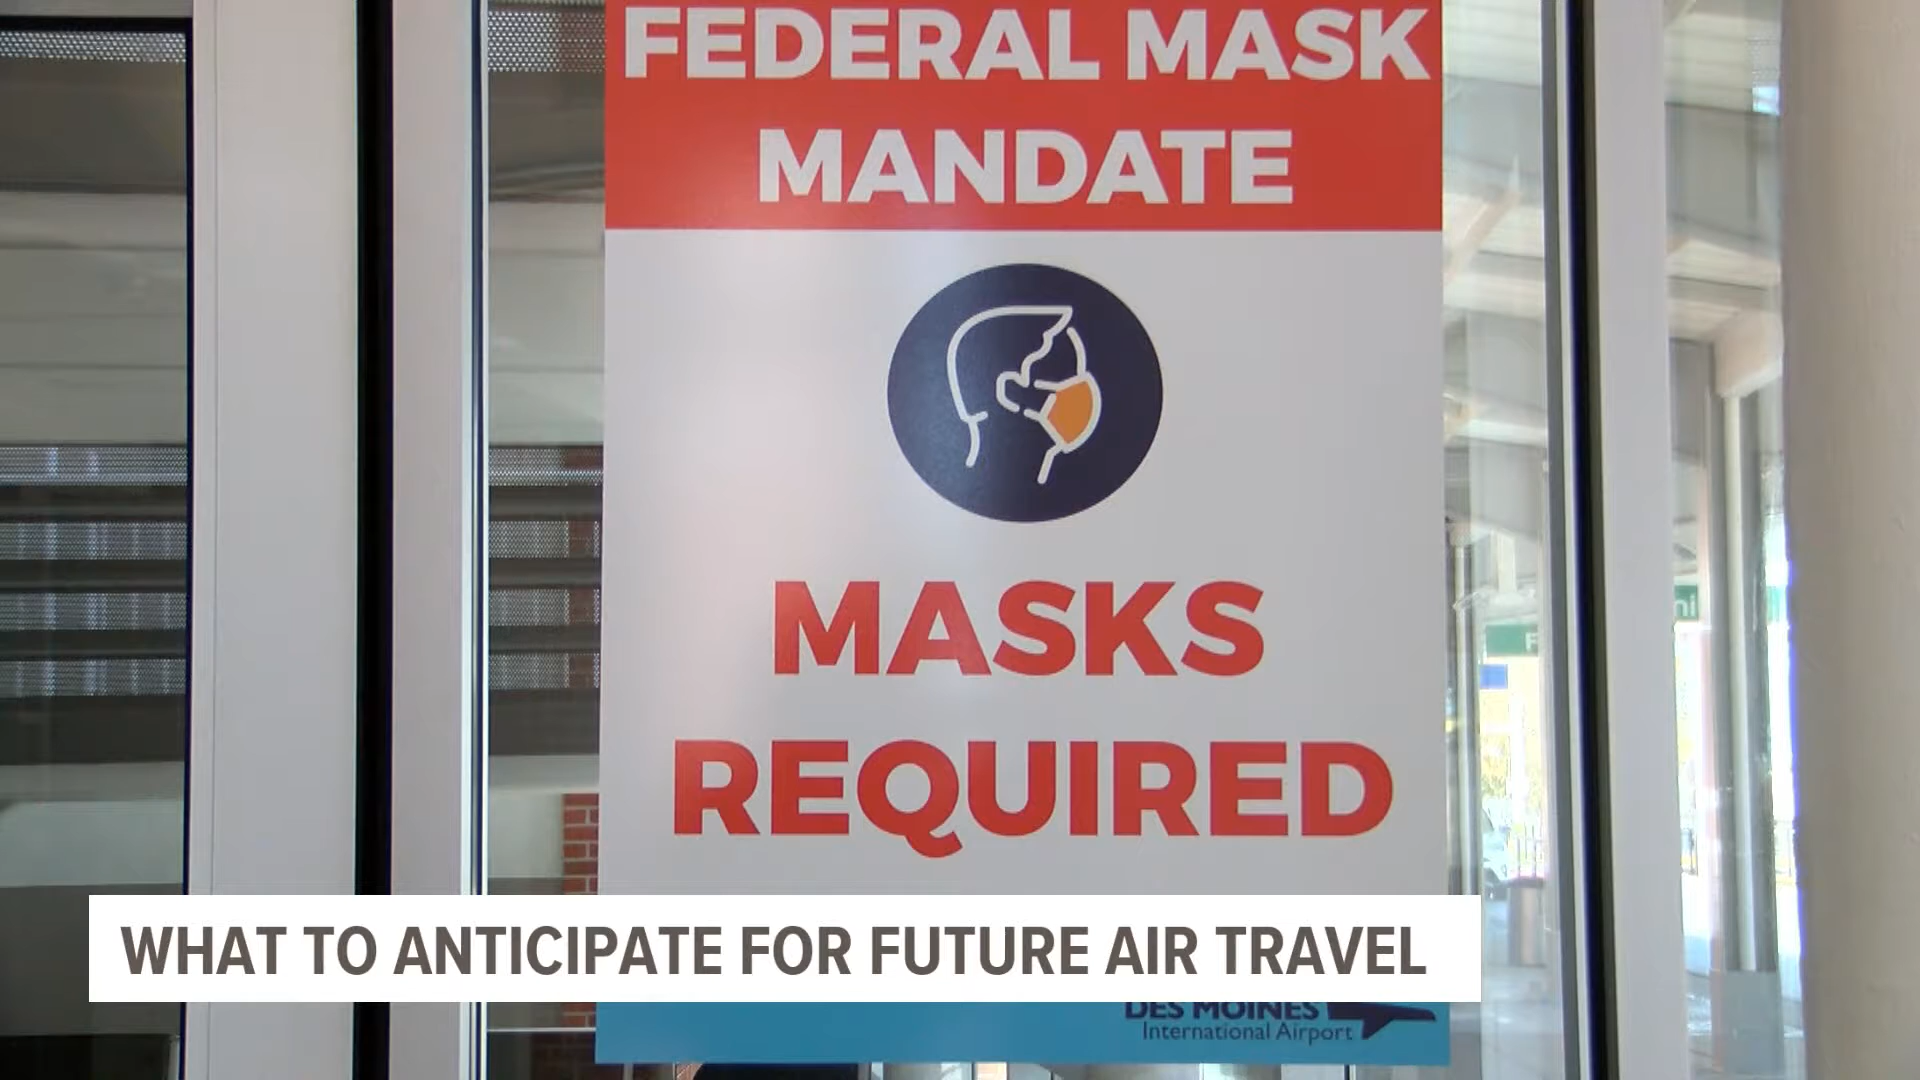 FEDERAL MASK
MANDATE
MASKS
REQUIRED
WHAT TO ANTICIPATE FOR FUTURE AIR TRAVEL
DES MOINES
International Airport